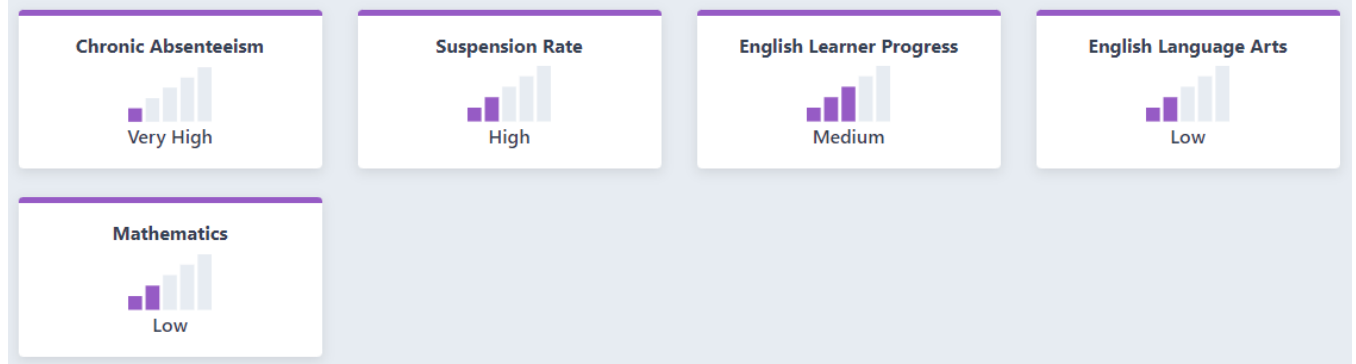 Chronic Absenteeism
Very High
Suspension Rate
High
English Learner Progress
Medium
English Language Arts
Low
Mathematics
Low